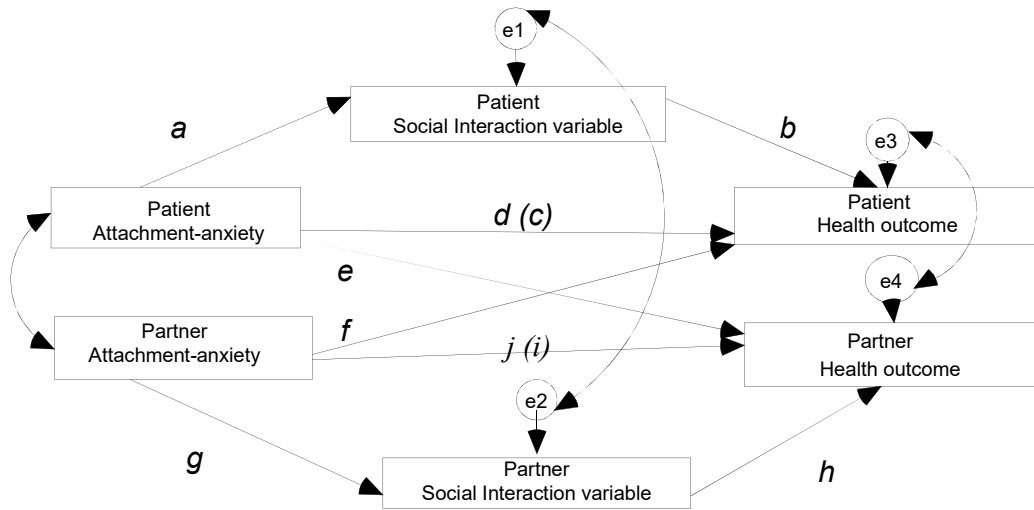 e1
Patient
Social Interaction variable
a
b
e3
Patient
Attachment-anxiety
d (c)
Patient
Health outcome
e
e4
f
Partner
Attachment-anxiety
j (i)
Partner
Health outcome
e2
g
Partner
Social Interaction variable
h